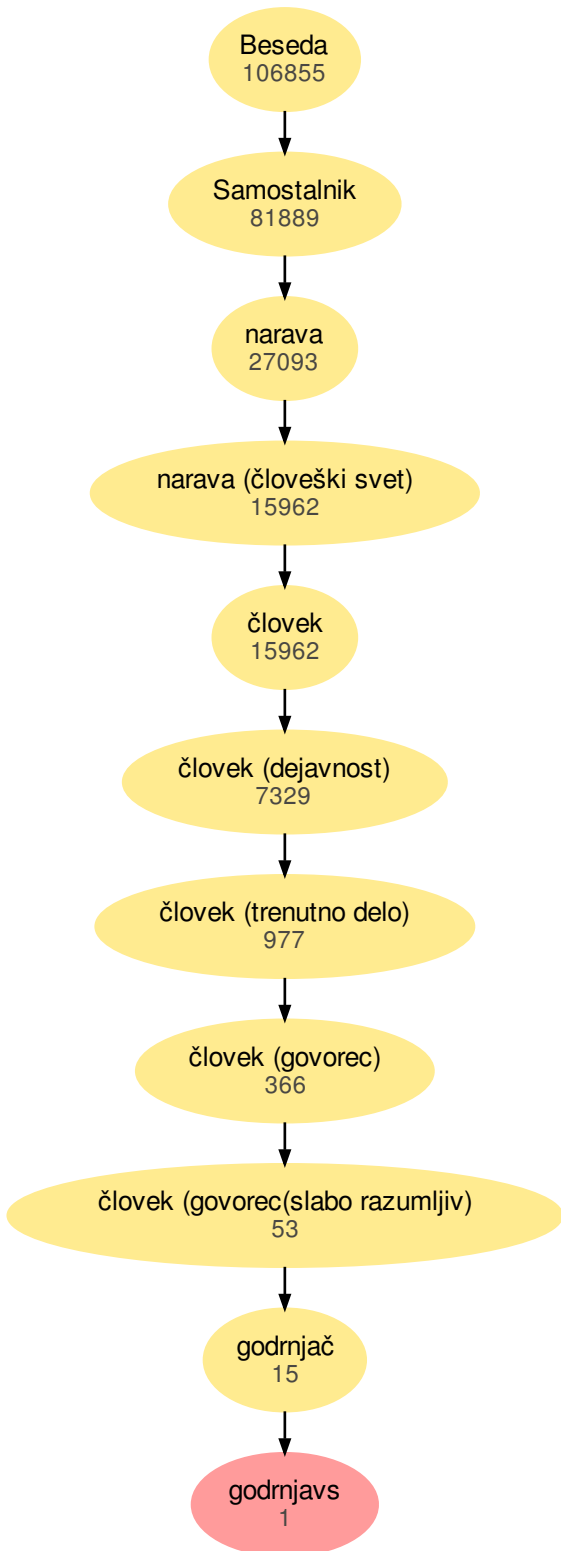 Beseda
106855
Samostalnik
81889
narava
27093
narava (človeški svet)
15962
človek
15962
človek (dejavnost)
7329
človek (trenutno delo)
977
človek (govorec)
366
človek (govorec(slabo razumljiv)
53
godrnjač
15
godrnjavs
1